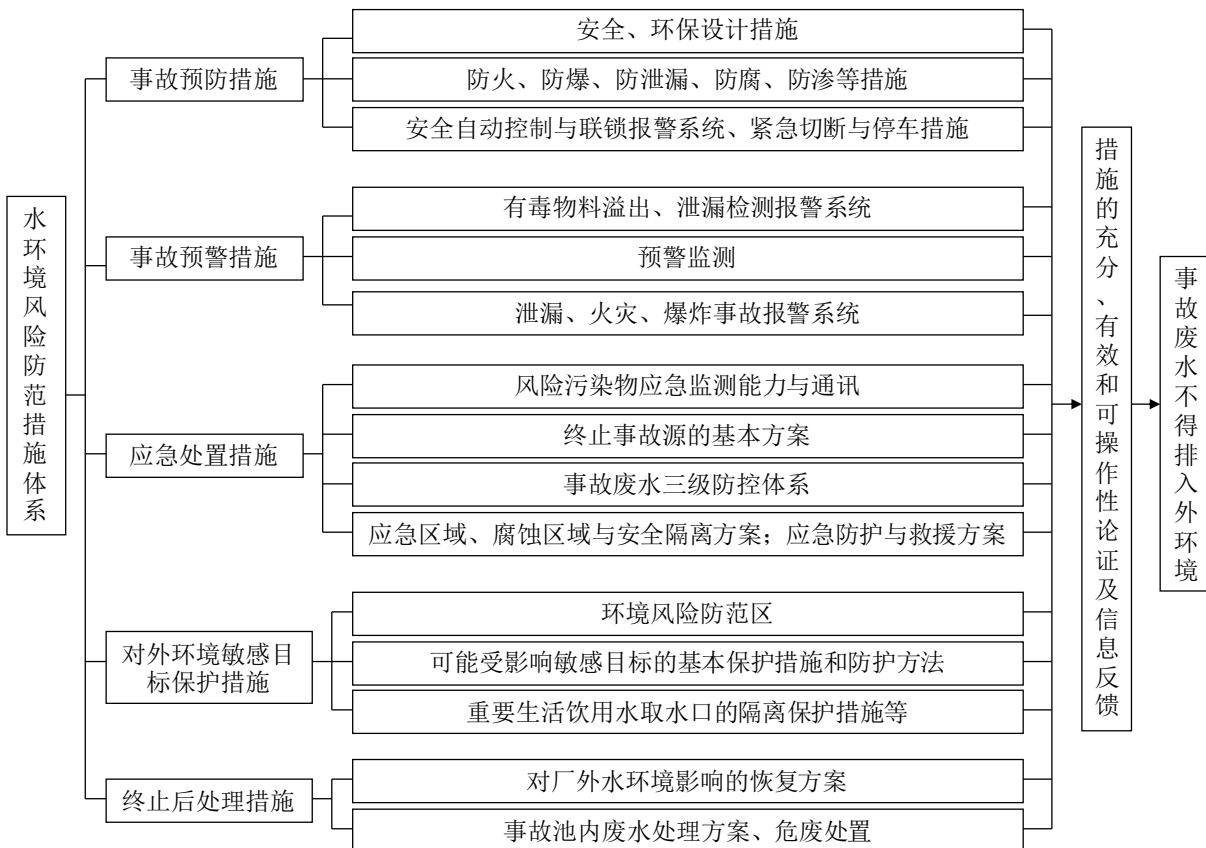 水环境风险防范措施体系
事故预防措施
安全、环保设计措施
防火、防爆、防泄漏、防腐、防渗等措施
安全自动控制与联锁报警系统、紧急切断与停车措施
事故预警措施
有毒物料溢出、泄漏检测报警系统
预警监测
泄漏、火灾、爆炸事故报警系统
应急处置措施
风险污染物应急监测能力与通讯
终止事故源的基本方案
事故废水三级防控体系
应急区域、腐蚀区域与安全隔离方案；应急防护与救援方案
对外环境敏感目
标保护措施
环境风险防范区
可能受影响敏感目标的基本保护措施和防护方法
重要生活饮用水取水口的隔离保护措施等
终止后处理措施
对厂外水环境影响的恢复方案
事故池内废水处理方案、危废处置
措施的充分、有效和可操作性论证及信息反馈
事故废水不得排入外环境